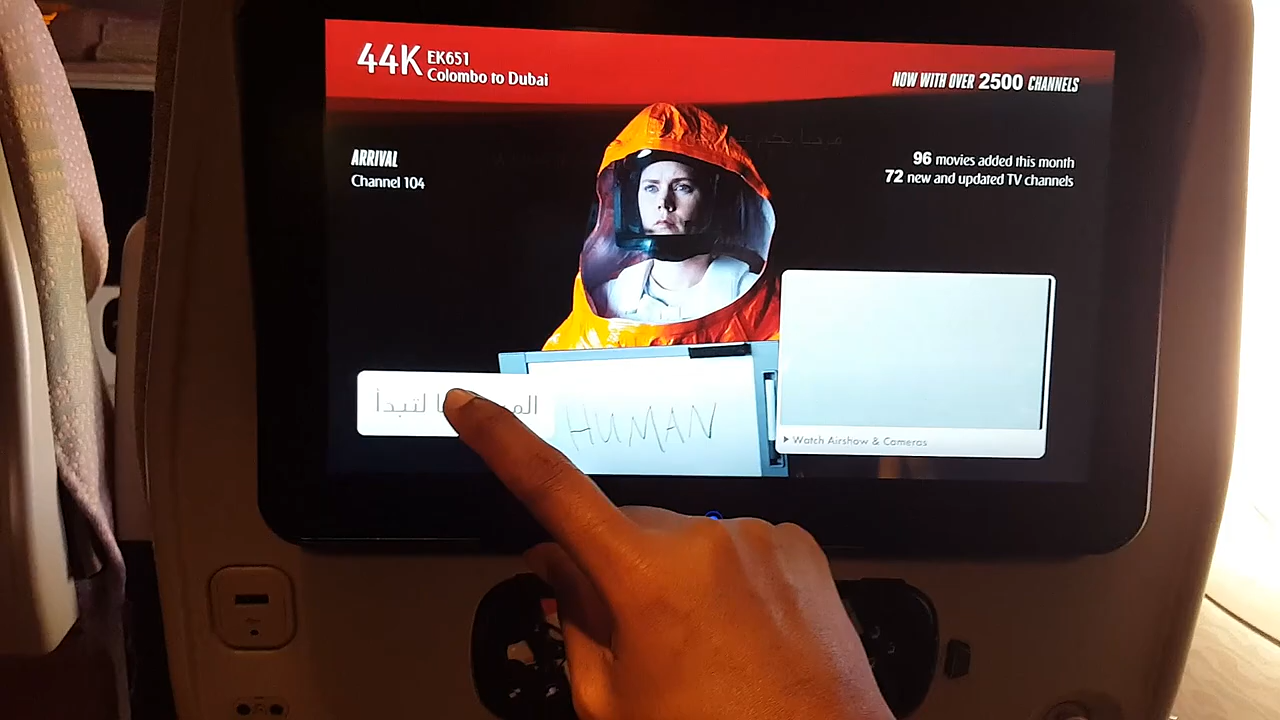 44K
EK651
Colombo to Dubai
NOW WITH OVER 2500 CHANNELS
ARRIVAL
Channel 104
96 movies added this month
72 new and updated TV channels
لتبدأ
HUMAN
Watch Airshow & Cameras